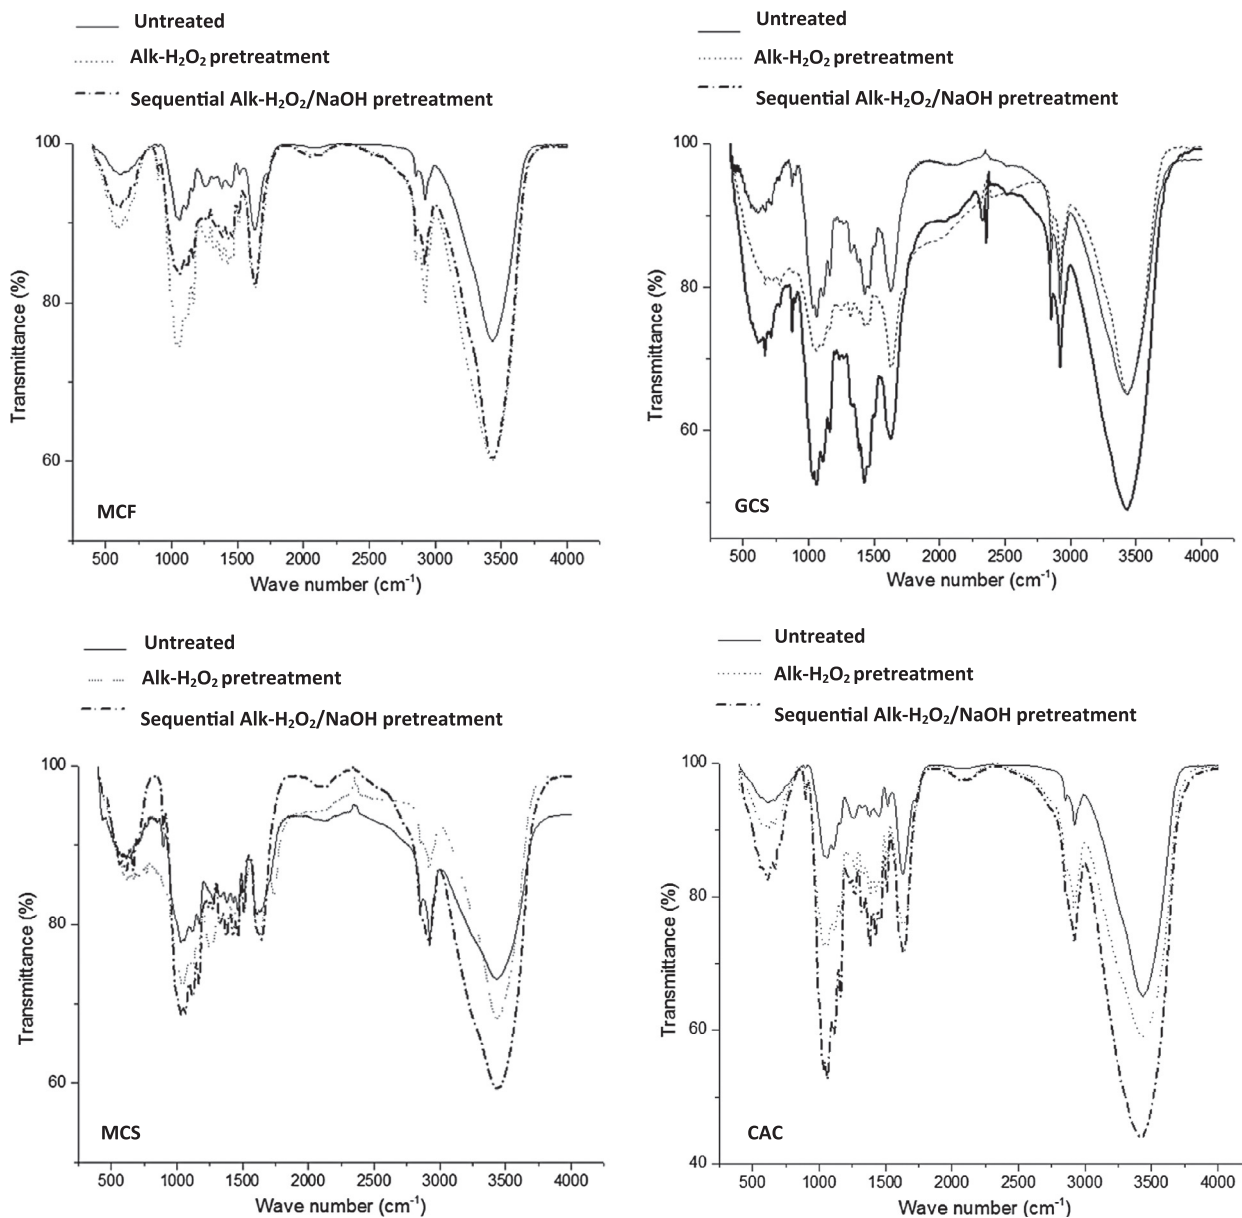 Untreated
Alk-H₂O₂ pretreatment
Sequential Alk-H₂O₂/NaOH pretreatment
100
80
60
Transmittance (%)
MCF
500 1000 1500 2000 2500 3000 3500 4000
Wave number (cm⁻¹)
Untreated
Alk-H₂O₂ pretreatment
Sequential Alk-H₂O₂/NaOH pretreatment
100
80
60
Transmittance (%)
GCS
500 1000 1500 2000 2500 3000 3500 4000
Wave number (cm⁻¹)
Untreated
Alk-H₂O₂ pretreatment
Sequential Alk-H₂O₂/NaOH pretreatment
100
80
60
Transmittance (%)
MCS
500 1000 1500 2000 2500 3000 3500 4000
Wave number (cm⁻¹)
Untreated
Alk-H₂O₂ pretreatment
Sequential Alk-H₂O₂/NaOH pretreatment
100
80
60
40
Transmittance (%)
CAC
500 1000 1500 2000 2500 3000 3500 4000
Wave number (cm⁻¹)